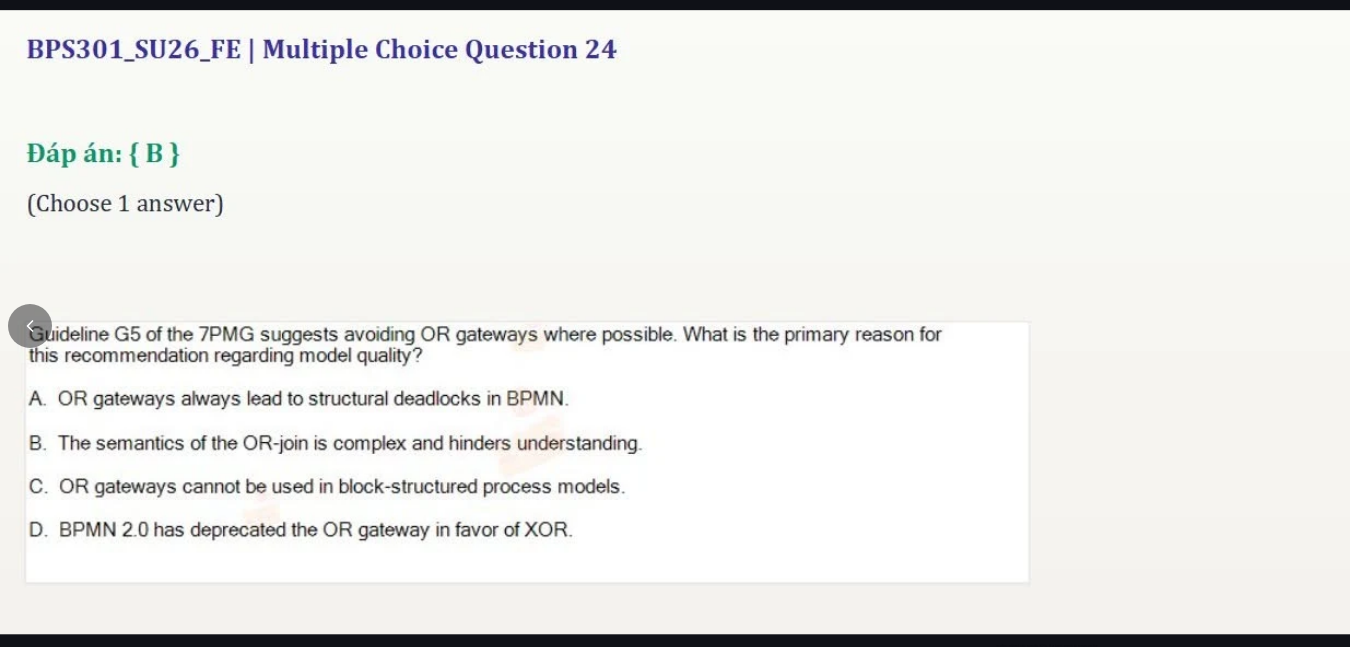 BPS301_SU26_FE | Multiple Choice Question 24
Đáp án: { B }
(Choose 1 answer)
Guideline G5 of the 7PMG suggests avoiding OR gateways where possible. What is the primary reason for
this recommendation regarding model quality?
A. OR gateways always lead to structural deadlocks in BPMN.
B. The semantics of the OR-join is complex and hinders understanding.
C. OR gateways cannot be used in block-structured process models.
D. BPMN 2.0 has deprecated the OR gateway in favor of XOR.